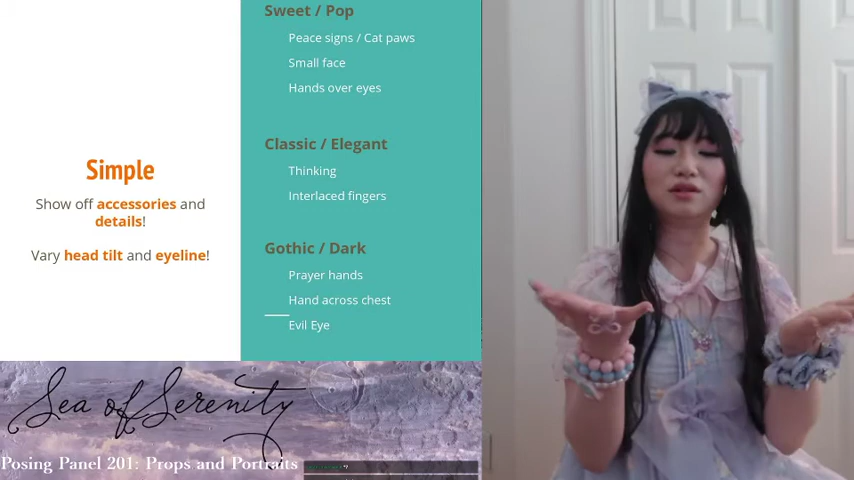 Simple
Show off accessories and
details!
Vary head tilt and eyeline!
Sweet / Pop
Peace signs / Cat paws
Small face
Hands over eyes
Classic / Elegant
Thinking
Interlaced fingers
Gothic / Dark
Prayer hands
Hand across chest
Evil Eye
Sea of Serenity
Posing Panel 201: Props and Portraits